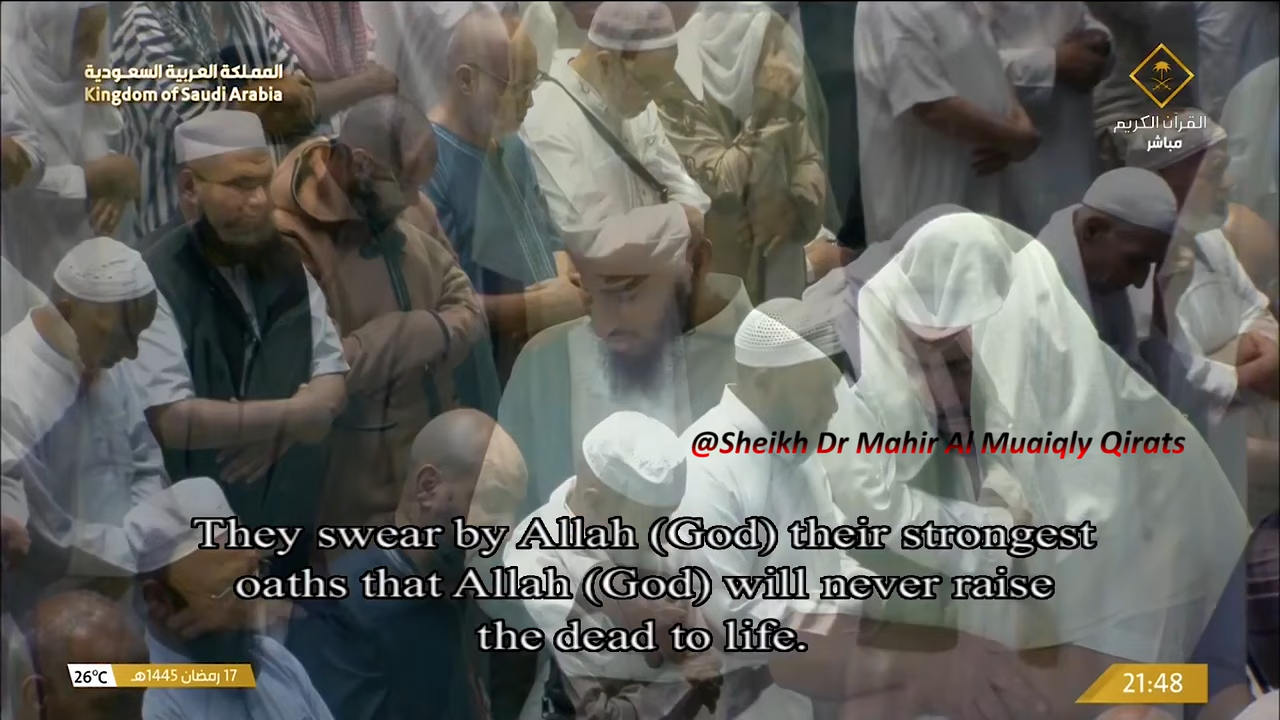 المملكة العربية السعودية
Kingdom of Saudi Arabia
القرآن الكريم
مباشر
@Sheikh Dr Mahir Al Muaiqly Qirats
They swear by Allah (God) their strongest
oaths that Allah (God) will never raise
the dead to life.
26°C
17 رمضان 1445هـ
21:48